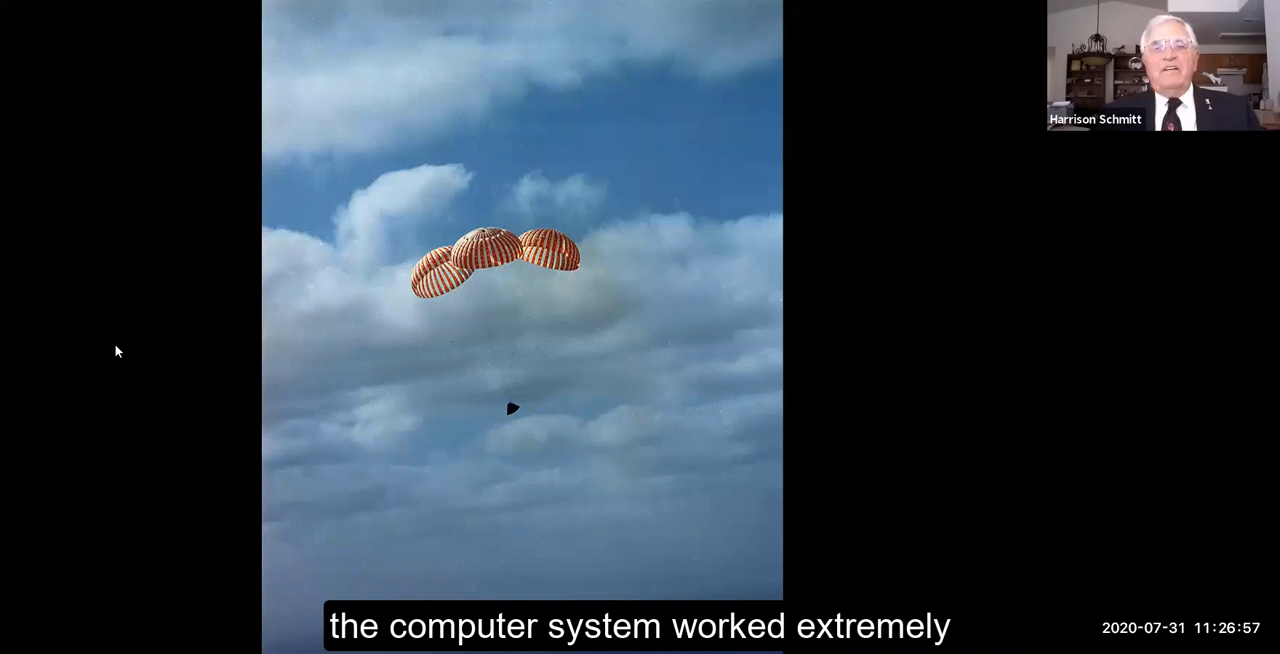 Harrison Schmitt
the computer system worked extremely
2020-07-31 11:26:57